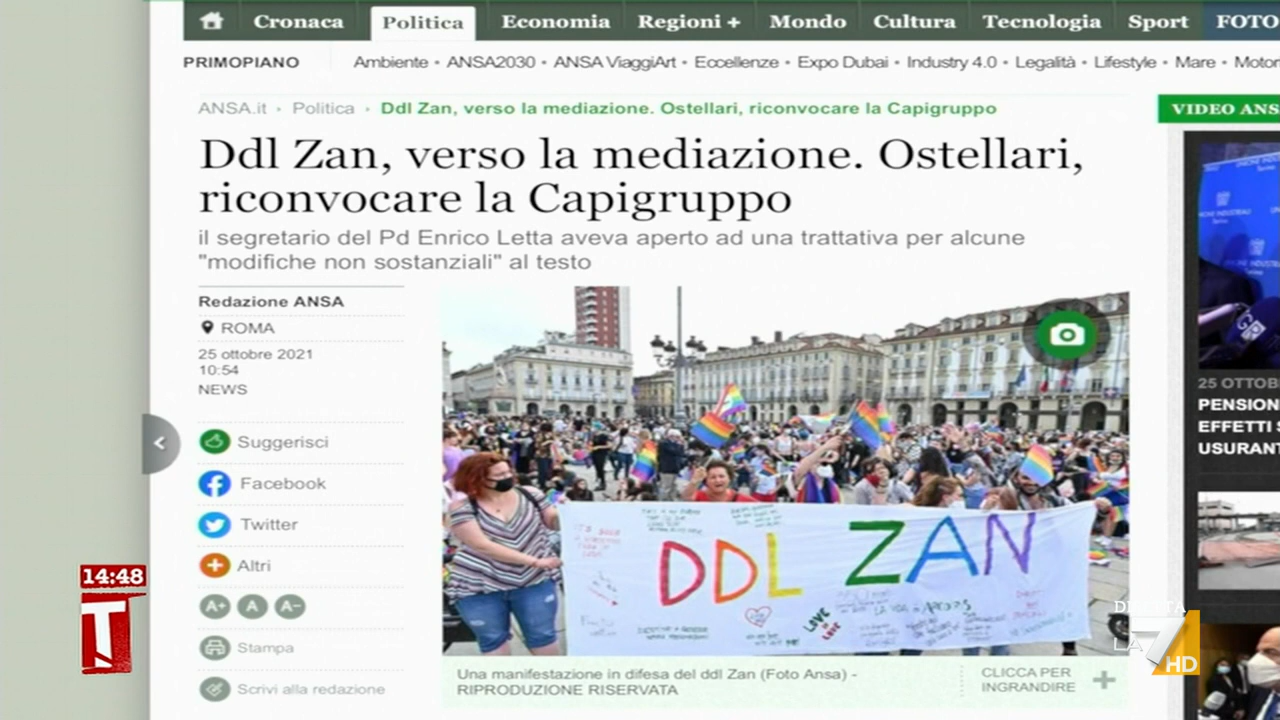 Cronaca Politica Economia Regioni + Mondo Cultura Tecnologia Sport FOTO
PRIMOPIANO Ambiente • ANSA2030 • ANSA ViaggiArt • Eccellenze • Expo Dubai • Industry 4.0 • Legalità • Lifestyle • Mare • Motor
ANSA.it • Politica • Ddl Zan, verso la mediazione. Ostellari, riconvocare la Capigruppo
VIDEO ANS
Ddl Zan, verso la mediazione. Ostellari,
riconvocare la Capigruppo
il segretario del Pd Enrico Letta aveva aperto ad una trattativa per alcune
"modifiche non sostanziali" al testo
Redazione ANSA
ROMA
25 ottobre 2021
10:54
NEWS
Suggerisci
Facebook
Twitter
Altri
A+ A A-
Stampa
Scrivi alla redazione
DDL ZAN
LOVE
Una manifestazione in difesa del ddl Zan (Foto Ansa) -
RIPRODUZIONE RISERVATA
CLICCA PER
INGRANDIRE
25 OTTOB
PENSION
EFFETTI S
USURANT
14:48
T
DIRETTA
LA7
HD